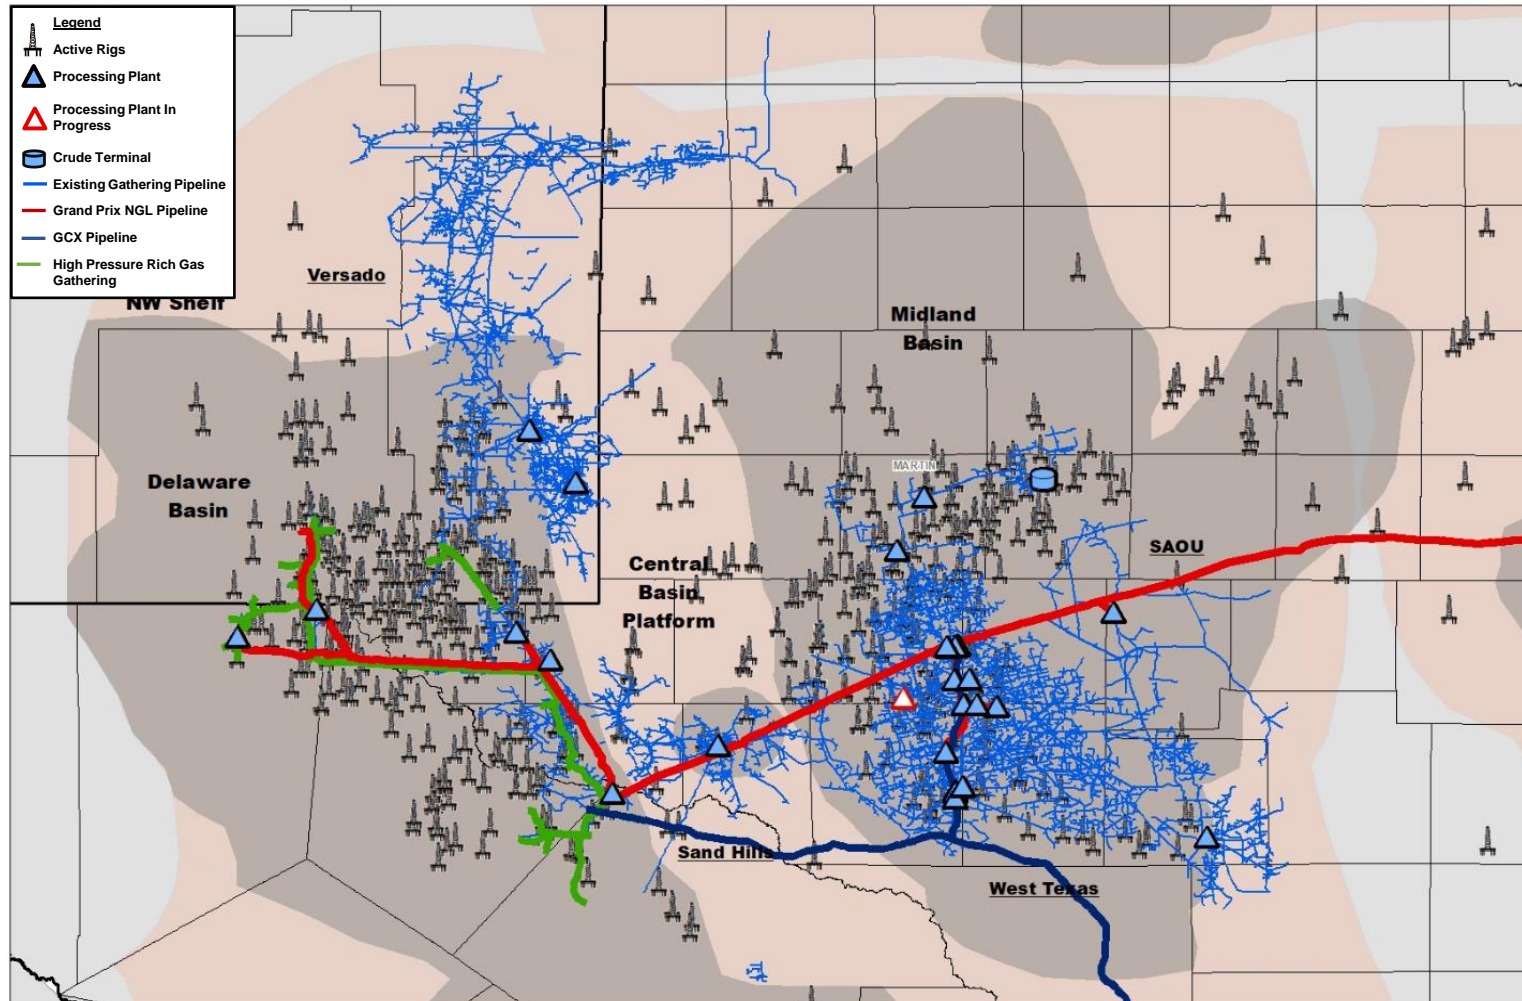 Legend
Active Rigs
Processing Plant
Processing Plant In
Progress
Crude Terminal
Existing Gathering Pipeline
Grand Prix NGL Pipeline
GCX Pipeline
High Pressure Rich Gas
Gathering
Versado
NW Shelf
Midland
Basin
MARTIN
Delaware
Basin
SAOU
Central
Basin
Platform
Sand Hills
West Texas